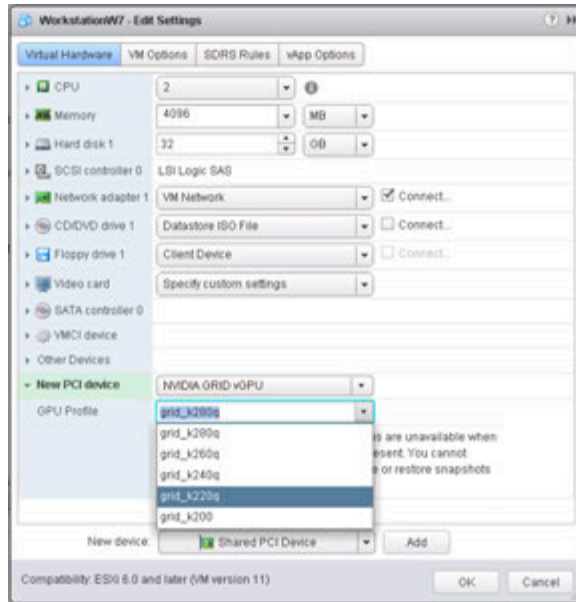 WorkstationW7 - Edit Settings
Virtual Hardware VM Options SDRS Rules vApp Options
CPU 2
Memory 4096 MB
Hard disk 1 32 GB
SCSI controller 0 LSI Logic SAS
Network adapter 1 VM Network Connect...
CD/DVD drive 1 Datastore ISO File Connect...
Floppy drive 1 Client Device Connect...
Video card Specify custom settings
SATA controller 0
VMCI device
Other Devices
New PCI device NVIDIA GRID vGPU
GPU Profile grid_k280q
grid_k280q
s are unavailable when
grid_k260q
esent. You cannot
grid_k240q
e or restore snapshots
grid_k220q
grid_k200
New device: Shared PCI Device Add
Compatibility: ESXi 6.0 and later (VM version 11) OK Cancel